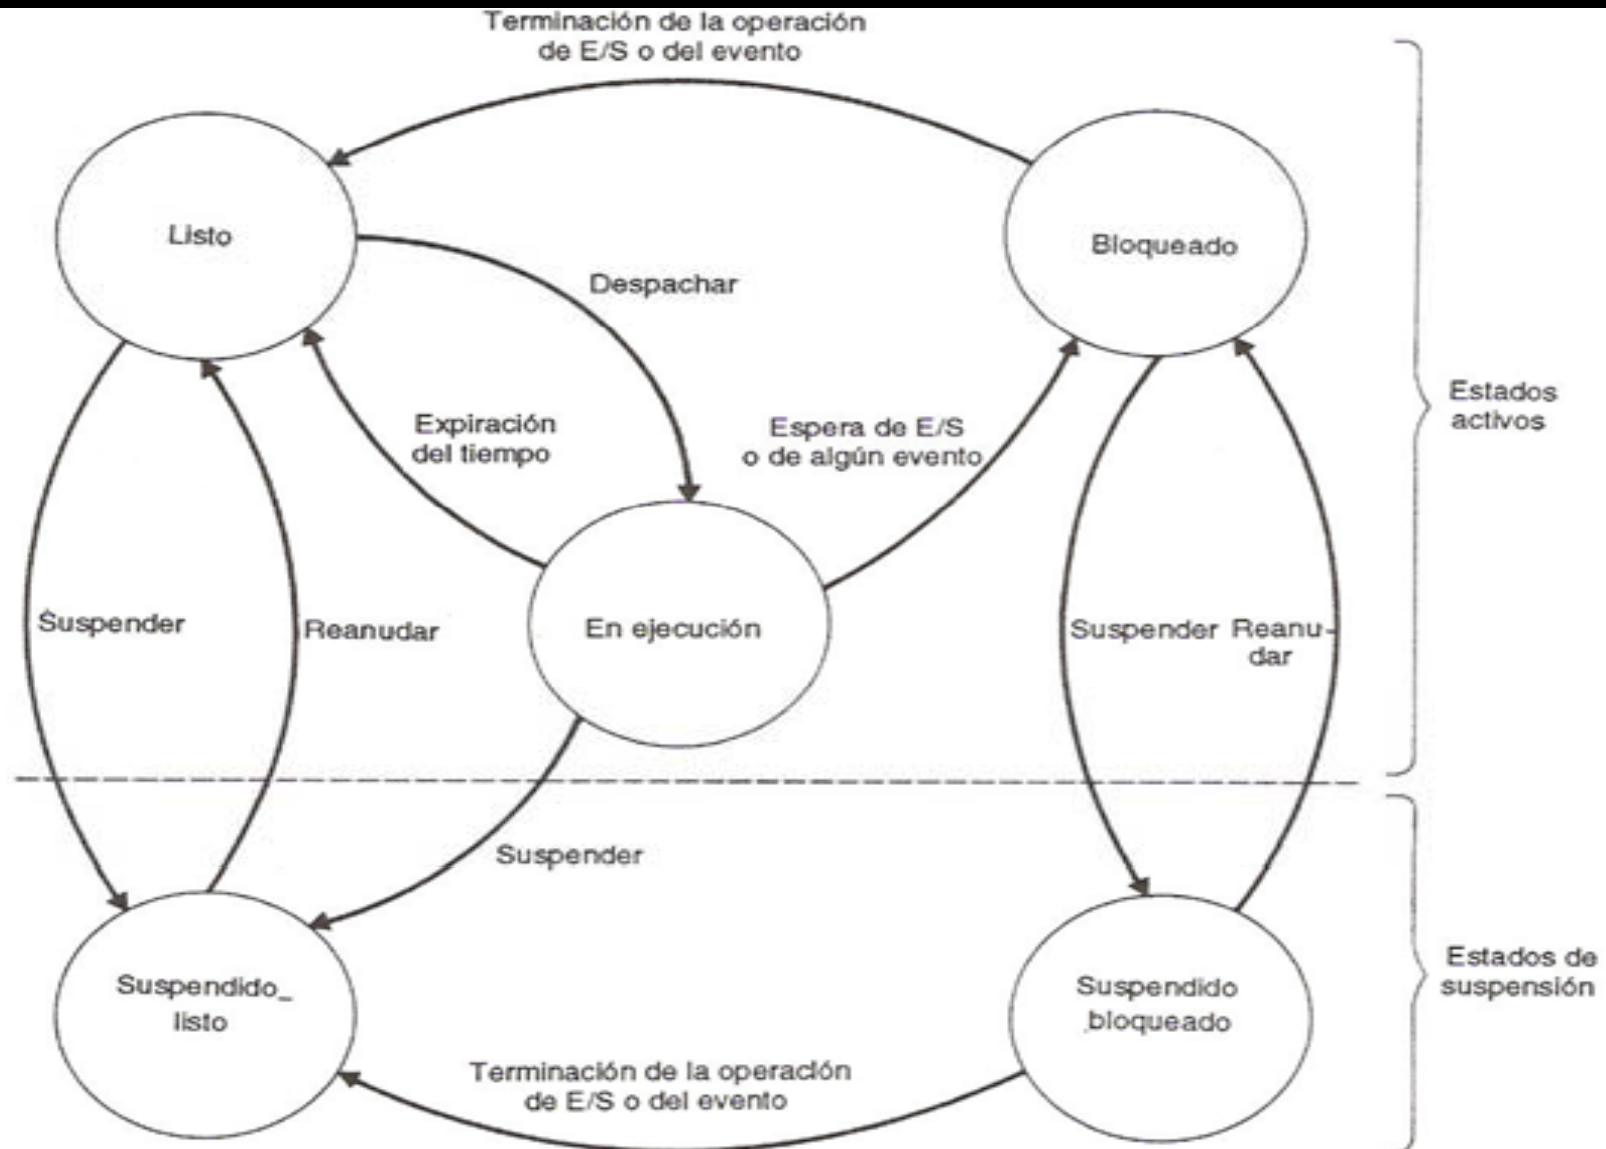 Terminación de la operación
de E/S o del evento
Listo
Bloqueado
Despachar
Estados
activos
Expiración
del tiempo
Espera de E/S
o de algún evento
Suspender
Reanudar
En ejecución
Suspender
Reanu-
dar
Suspender
Estados de
suspensión
Suspendido_
listo
Suspendido
bloqueado
Terminación de la operación
de E/S o del evento